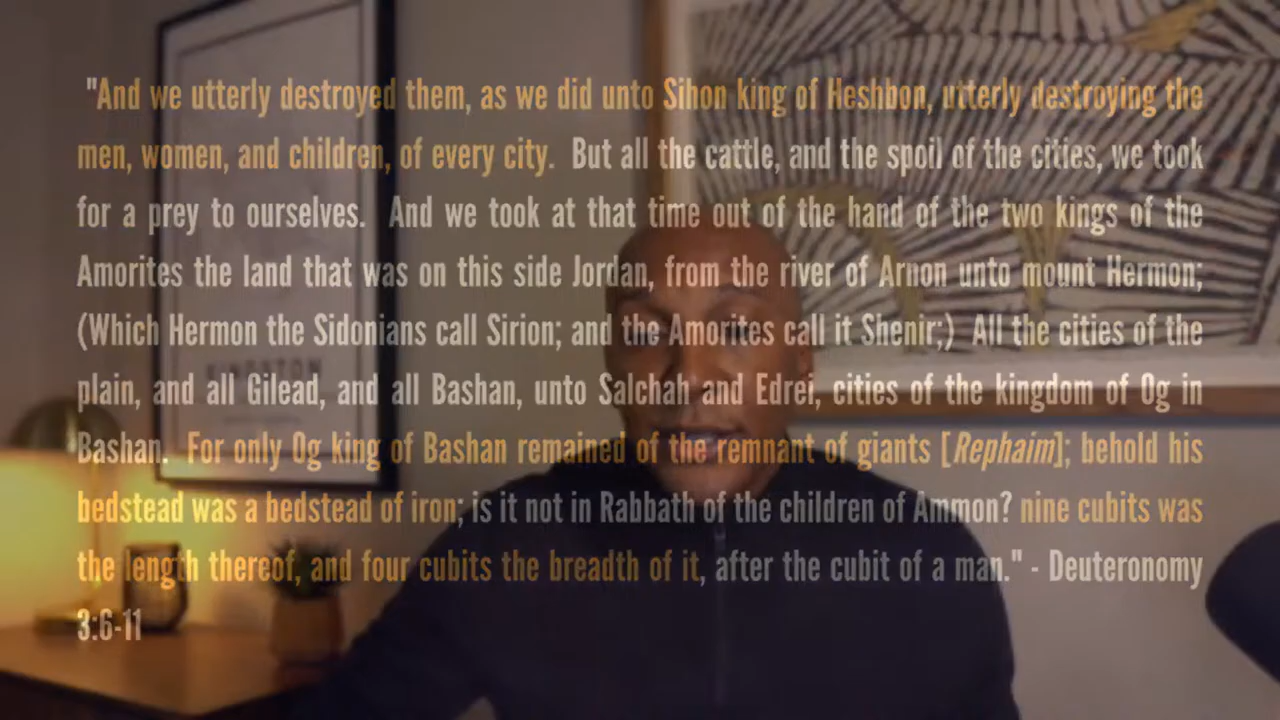 "And we utterly destroyed them, as we did unto Sihon king of Heshbon, utterly destroying the
men, women, and children, of every city. But all the cattle, and the spoil of the cities, we took
for a prey to ourselves. And we took at that time out of the hand of the two kings of the
Amorites the land that was on this side Jordan, from the river of Arnon unto mount Hermon;
(Which Hermon the Sidonians call Sirion; and the Amorites call it Shenir;) All the cities of the
plain, and all Gilead, and all Bashan, unto Salchah and Edrei, cities of the kingdom of Og in
Bashan. For only Og king of Bashan remained of the remnant of giants [Rephaim]; behold his
bedstead was a bedstead of iron; is it not in Rabbath of the children of Ammon? nine cubits was
the length thereof, and four cubits the breadth of it, after the cubit of a man." - Deuteronomy
3:6-11
KINGSTON